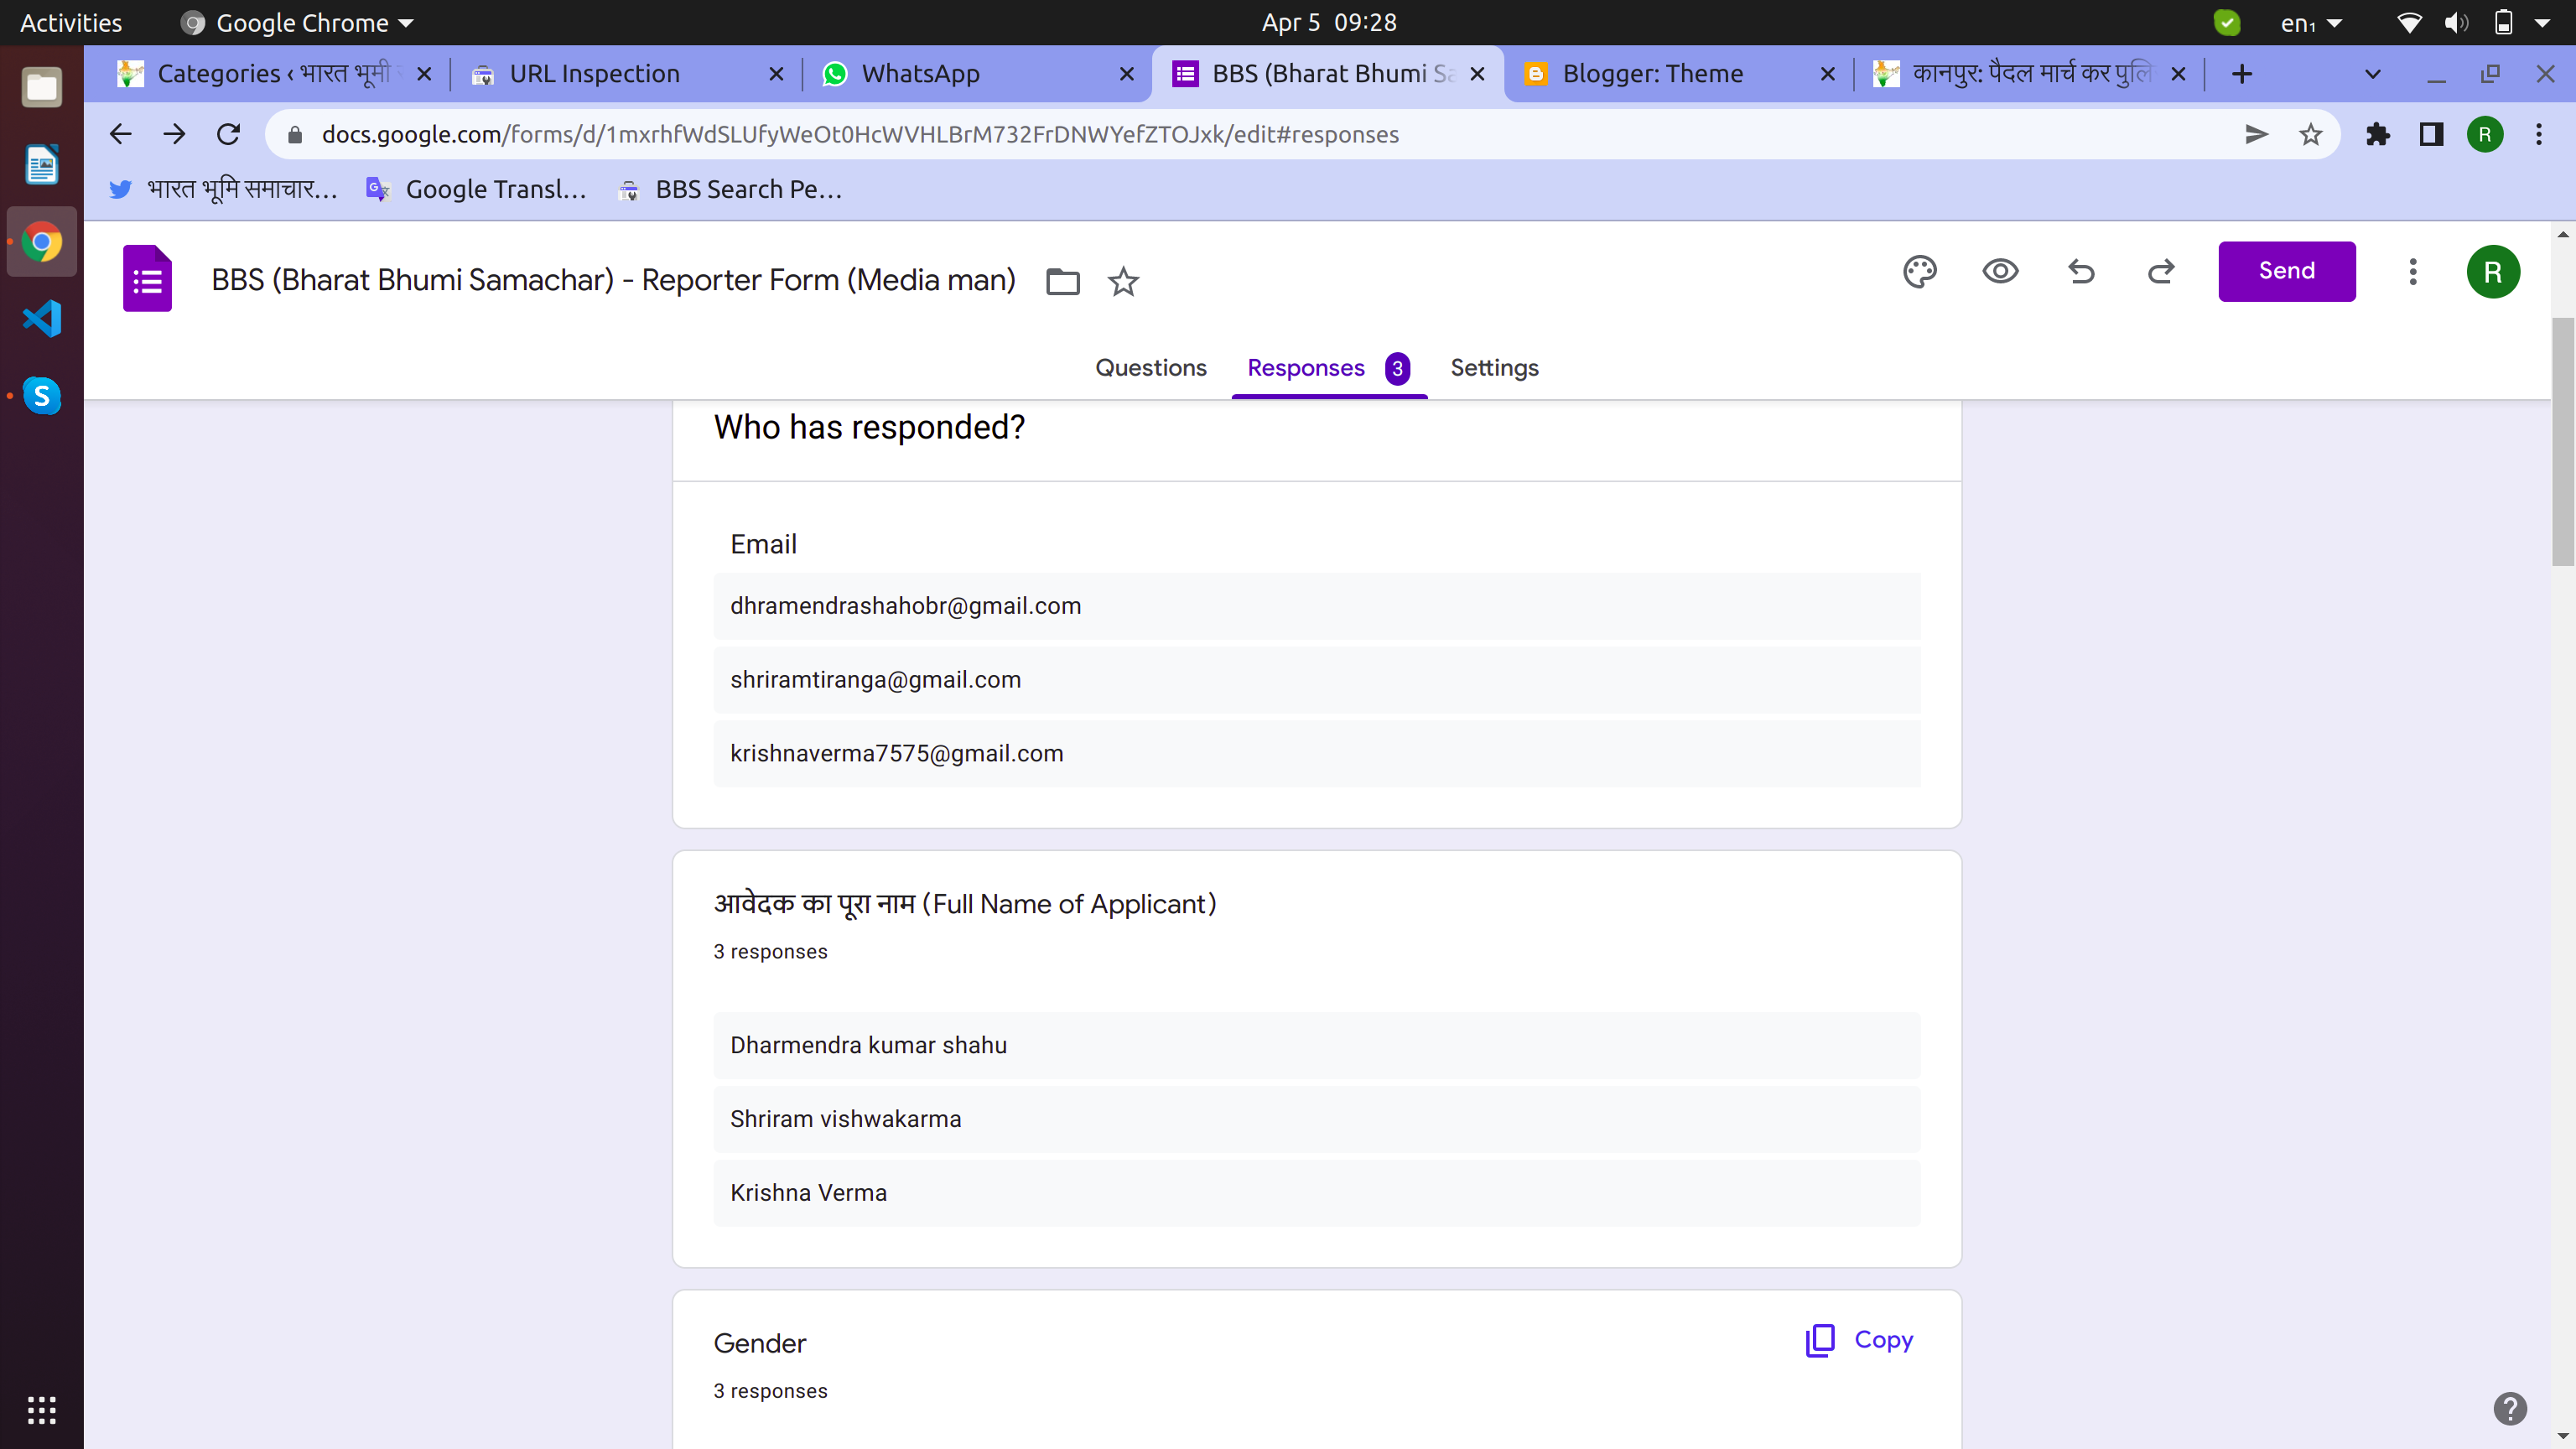 Activities
Google Chrome
Apr 5 09:28
en₁
Categories ‹ भारत भूमी
URL Inspection
WhatsApp
BBS (Bharat Bhumi Sa
Blogger: Theme
कानपुर: पैदल मार्च कर पुलि
docs.google.com/forms/d/1mxrhfWdSLUfyWeOt0HcWVHLBrM732FrDNWYefZTOJxk/edit#responses
R
भारत भूमि समाचार...
Google Transl...
BBS Search Pe...
BBS (Bharat Bhumi Samachar) - Reporter Form (Media man)
Send
R
Questions
Responses 3
Settings
Who has responded?
Email
dhramendrashahobr@gmail.com
shriramtiranga@gmail.com
krishnaverma7575@gmail.com
आवेदक का पूरा नाम (Full Name of Applicant)
3 responses
Dharmendra kumar shahu
Shriram vishwakarma
Krishna Verma
Gender
Copy
3 responses